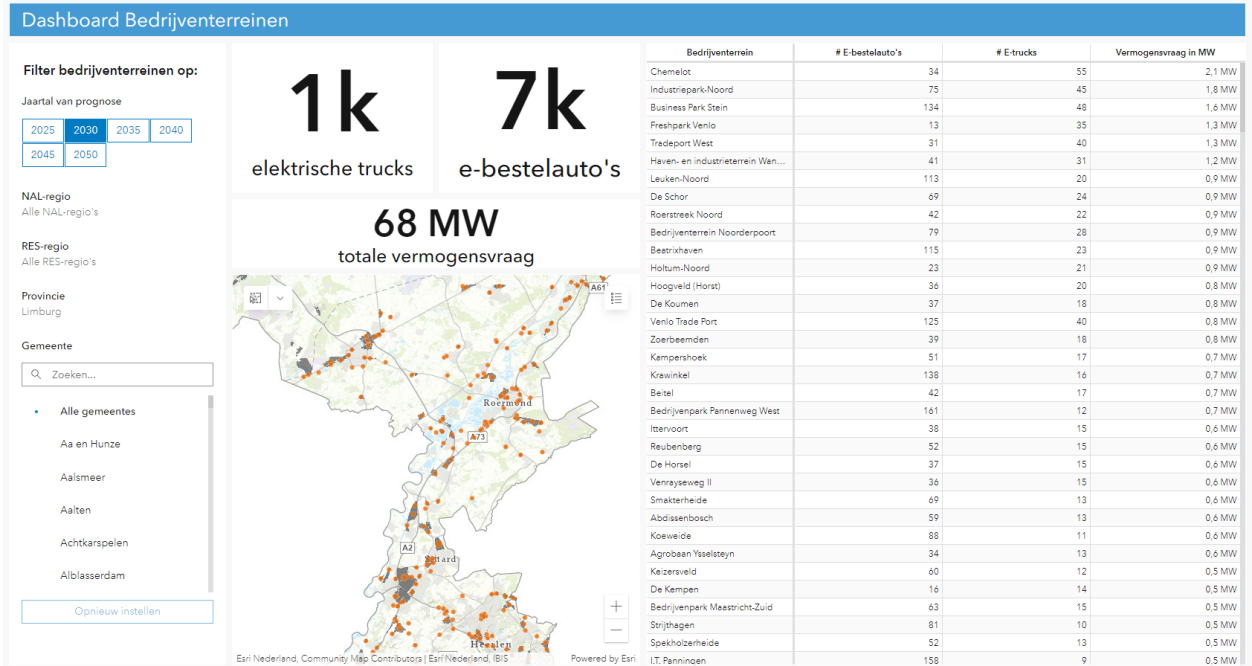 Dashboard Bedrijventerreinen
Filter bedrijventerreinen op:
Jaartal van prognose
2025 2030 2035 2040
2045 2050
NAL-regio
Alle NAL-regio's
RES-regio
Alle RES-regio's
Provincie
Limburg
Gemeente
Zoeken...
Alle gemeentes
Aa en Hunze
Aalsmeer
Aalten
Achtkarspelen
Alblasserdam
Opnieuw instellen
1k
elektrische trucks
7k
e-bestelauto's
68 MW
totale vermogensvraag
A61
Roermond
A73
A2
Sittard
Heerlen
Esri Nederland, Community Map Contributors | Esri Nederland, IBIS Powered by Esri
Bedrijventerrein # E-bestelauto's # E-trucks Vermogensvraag in MW
Chemelot 34 55 2,1 MW
Industriepark-Noord 75 45 1,8 MW
Business Park Stein 134 48 1,6 MW
Freshpark Venlo 13 35 1,3 MW
Tradeport West 31 40 1,3 MW
Haven- en industrieterrein Wan... 41 31 1,2 MW
Leuken-Noord 113 20 0,9 MW
De Schor 69 24 0,9 MW
Roerstreek Noord 42 22 0,9 MW
Bedrijventerrein Noorderpoort 79 28 0,9 MW
Beatrixhaven 115 23 0,9 MW
Holtum-Noord 23 21 0,9 MW
Hoogveld (Horst) 36 20 0,8 MW
De Koumen 37 18 0,8 MW
Venlo Trade Port 125 40 0,8 MW
Zoerbeemden 39 18 0,8 MW
Kampershoek 51 17 0,7 MW
Krawinkel 138 16 0,7 MW
Beitel 42 17 0,7 MW
Bedrijvenpark Pannenweg West 161 12 0,7 MW
Ittervoort 38 15 0,6 MW
Reubenberg 52 15 0,6 MW
De Horsel 37 15 0,6 MW
Venrayseweg II 36 15 0,6 MW
Smakterheide 69 13 0,6 MW
Abdissenbosch 59 13 0,6 MW
Koeweide 88 11 0,6 MW
Agrobaan Ysselsteyn 34 13 0,6 MW
Keizersveld 60 12 0,5 MW
De Kempen 16 14 0,5 MW
Bedrijvenpark Maastricht-Zuid 63 15 0,5 MW
Strijthagen 81 10 0,5 MW
Spekholzerheide 52 13 0,5 MW
I.T. Panningen 158 9 0,5 MW